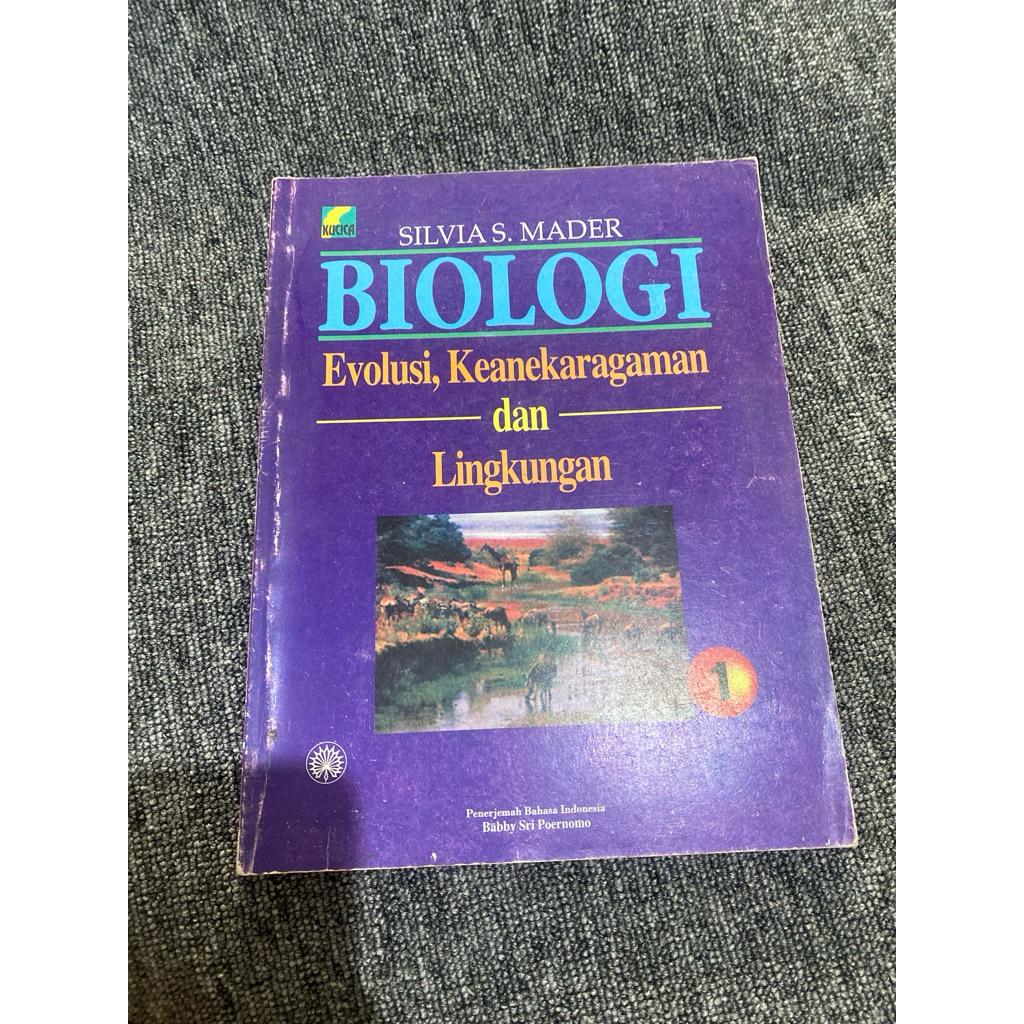 KUCICA
SILVIA S. MADER
BIOLOGI
Evolusi, Keanekaragaman
dan
Lingkungan
1
Penerjemah Bahasa Indonesia
Babby Sri Poernomo